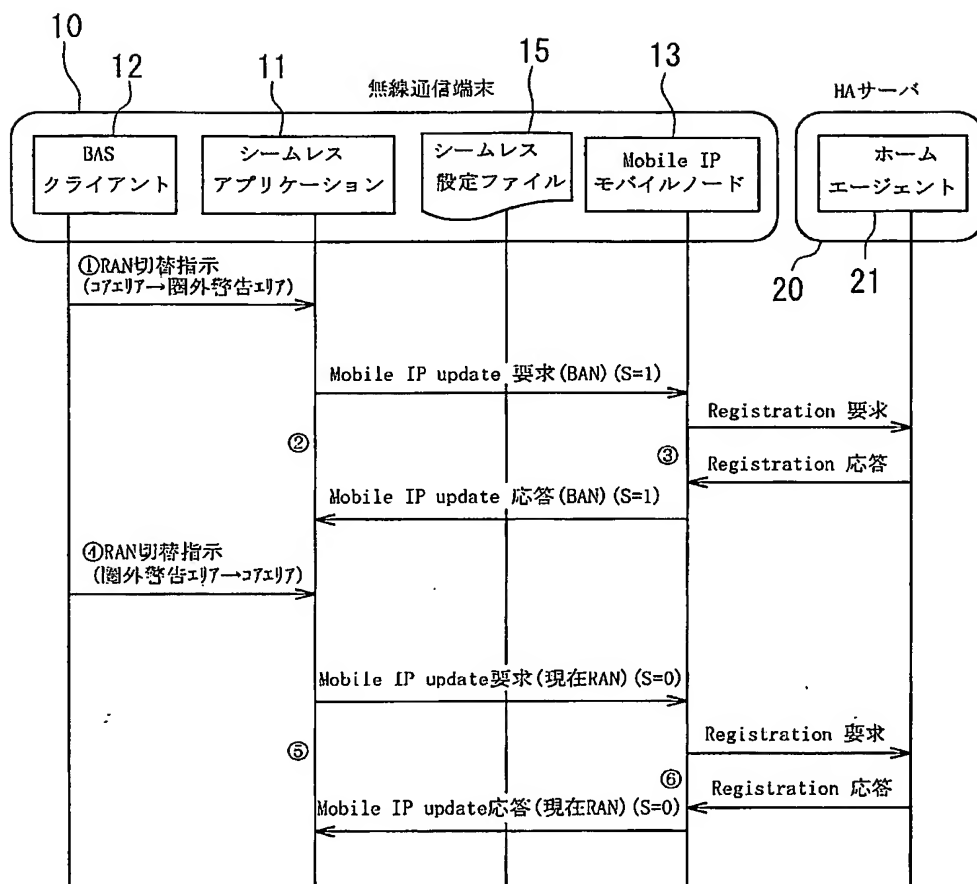 10
12
11
無線通信端末
15
13
HAサーバ
BAS
クライアント
シームレス
アプリケーション
シームレス
設定ファイル
Mobile IP
モバイルノード
ホーム
エージェント
20
21
①RAN切替指示
(コアエリア→圏外警告エリア)
Mobile IP update 要求(BAN)(S=1)
Registration 要求
②
③
Registration 応答
Mobile IP update 応答(BAN)(S=1)
④RAN切替指示
(圏外警告エリア→コアエリア)
Mobile IP update要求(現在RAN)(S=0)
Registration 要求
⑤
⑥
Registration 応答
Mobile IP update応答(現在RAN)(S=0)